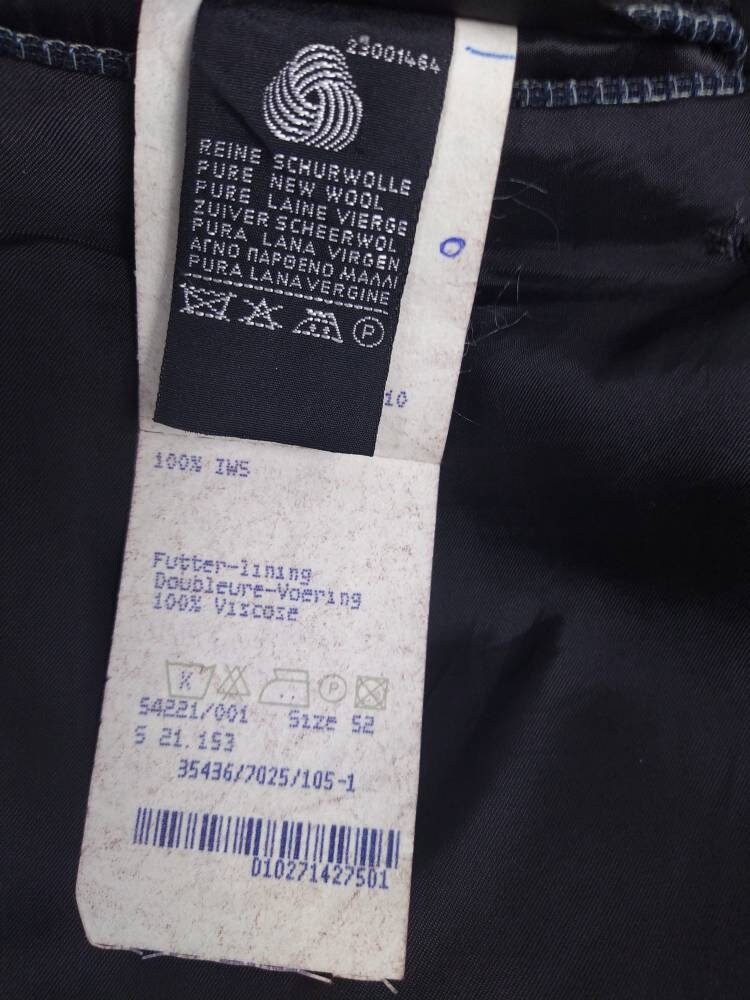 23001464
REINE SCHURWOLLE
PURE NEW WOOL
PURE LAINE VIERGE
ZUIVER SCHEERWOL
PURA LANA VIRGEN
ΑΓΝΟ ΠΑΡΘΕΝΟ ΜΑΛΛΙ
PURA LANA VERGINE
P
10
100% IWS
Futter-lining
Doubleure-Voering
100% Viscose
P
54221/001 Size 52
S 21.153
35436/7025/105-1
D10271427501